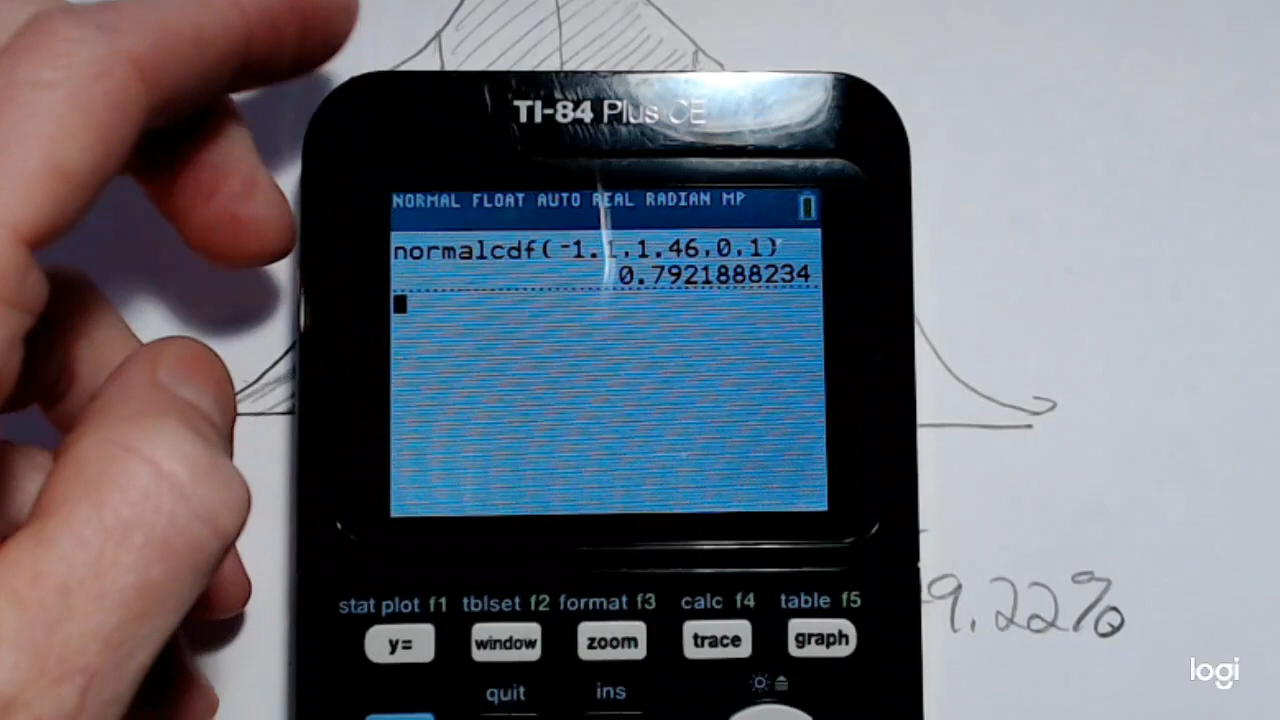 TI-84 Plus CE
NORMAL FLOAT AUTO REAL RADIAN MP
normalcdf(-1.1,1.46,0,1)
0.7921888234
stat plot f1 tblset f2 format f3 calc f4 table f5
y= window zoom trace graph
quit ins
9.22%
logi